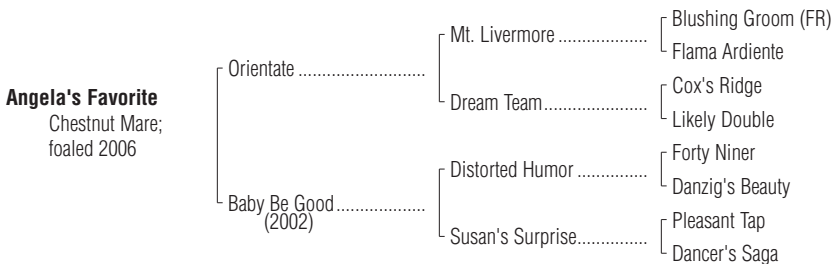 Angela's Favorite
Chestnut Mare;
foaled 2006
Orientate ..........................
Baby Be Good...................
(2002)
Mt. Livermore ...................
Dream Team......................
Distorted Humor ...............
Susan's Surprise...............
Blushing Groom (FR)
Flama Ardiente
Cox's Ridge
Likely Double
Forty Niner
Danzig's Beauty
Pleasant Tap
Dancer's Saga